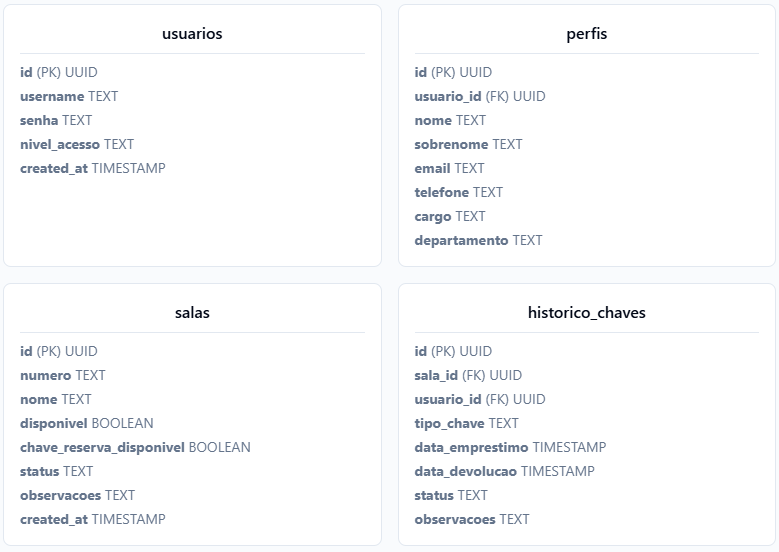 usuarios
id (PK) UUID
username TEXT
senha TEXT
nivel_acesso TEXT
created_at TIMESTAMP
perfis
id (PK) UUID
usuario_id (FK) UUID
nome TEXT
sobrenome TEXT
email TEXT
telefone TEXT
cargo TEXT
departamento TEXT
salas
id (PK) UUID
numero TEXT
nome TEXT
disponivel BOOLEAN
chave_reserva_disponivel BOOLEAN
status TEXT
observacoes TEXT
created_at TIMESTAMP
historico_chaves
id (PK) UUID
sala_id (FK) UUID
usuario_id (FK) UUID
tipo_chave TEXT
data_emprestimo TIMESTAMP
data_devolucao TIMESTAMP
status TEXT
observacoes TEXT